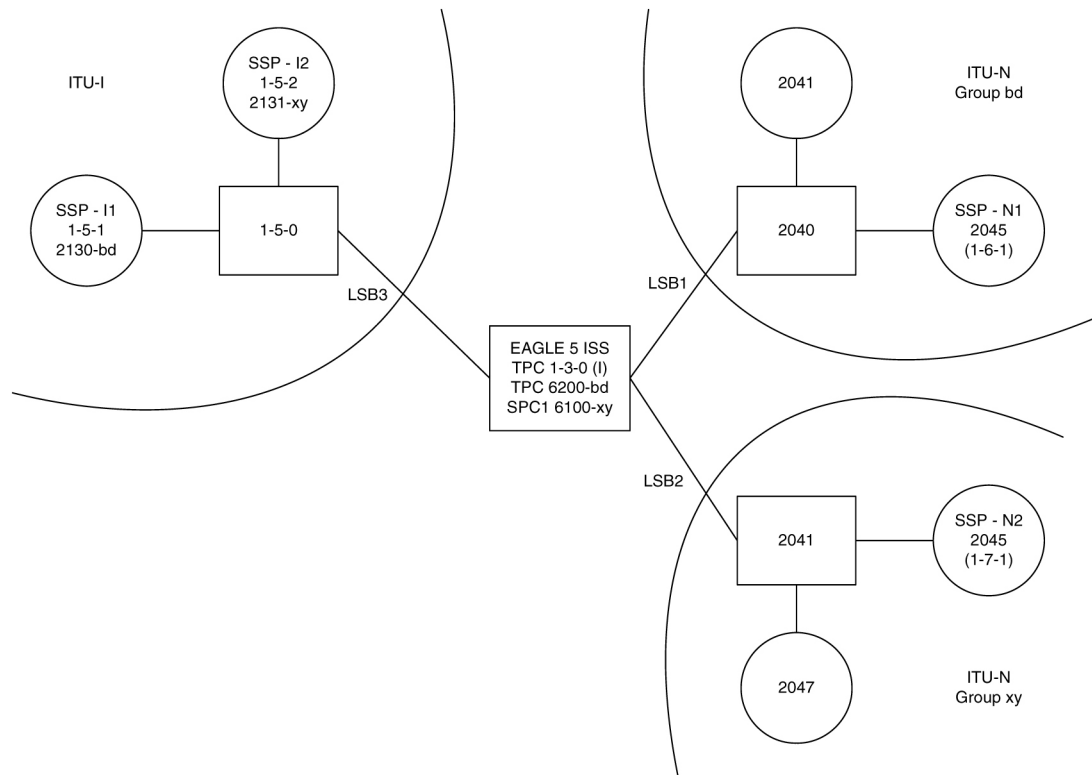 ITU-I
SSP - I2
1-5-2
2131-xy
SSP - I1
1-5-1
2130-bd
1-5-0
LSB3
2041
ITU-N
Group bd
2040
SSP - N1
2045
(1-6-1)
LSB1
EAGLE 5 ISS
TPC 1-3-0 (I)
TPC 6200-bd
SPC1 6100-xy
LSB2
2041
SSP - N2
2045
(1-7-1)
2047
ITU-N
Group xy